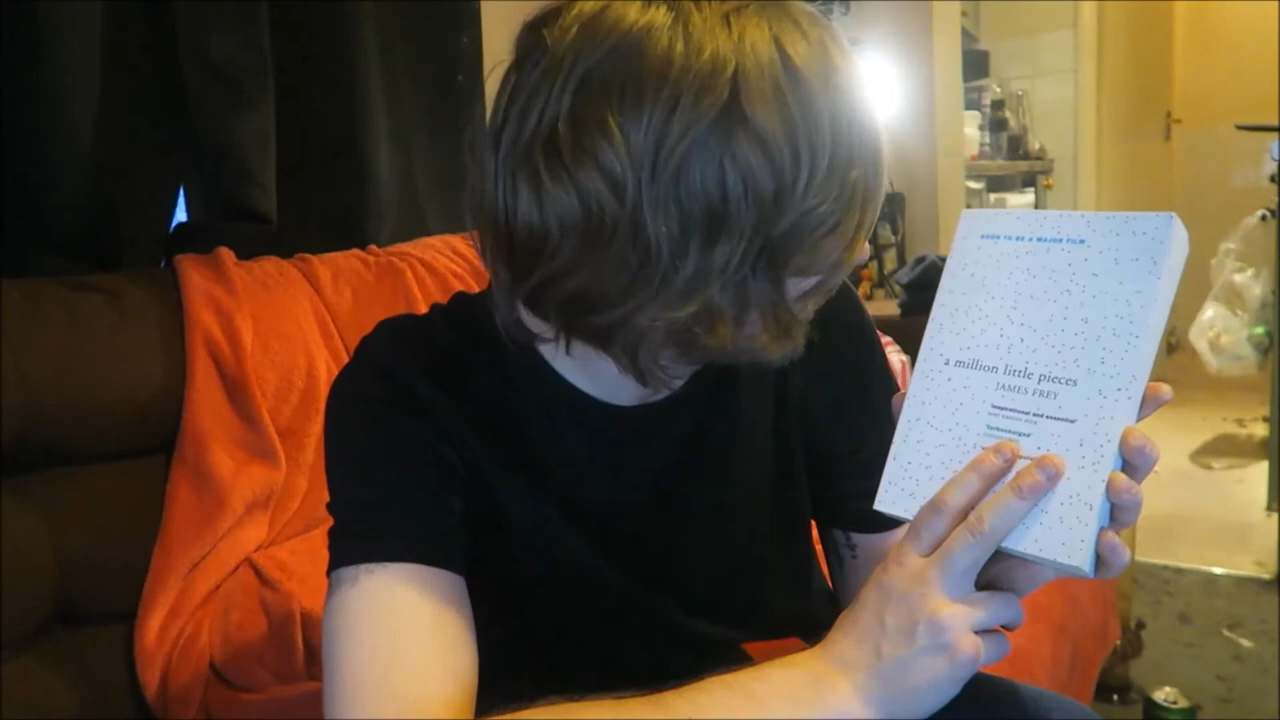 SOON TO BE A MAJOR FILM
a million little pieces
JAMES FREY
'Inspirational and essential'
'Turbocharged'